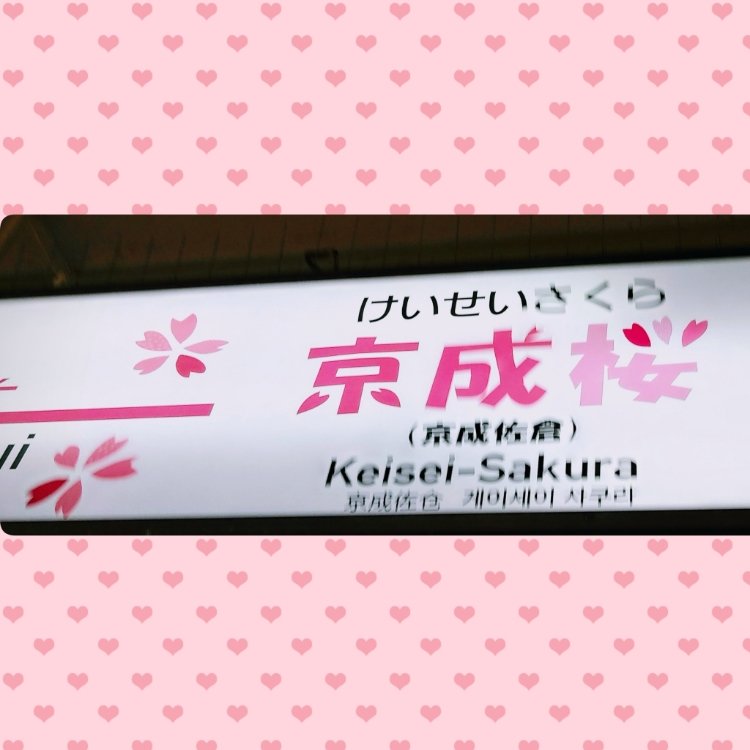 けいせいさくら
京成桜
(京成佐倉)
Keisei-Sakura
京成佐仓 케이세이 사쿠라